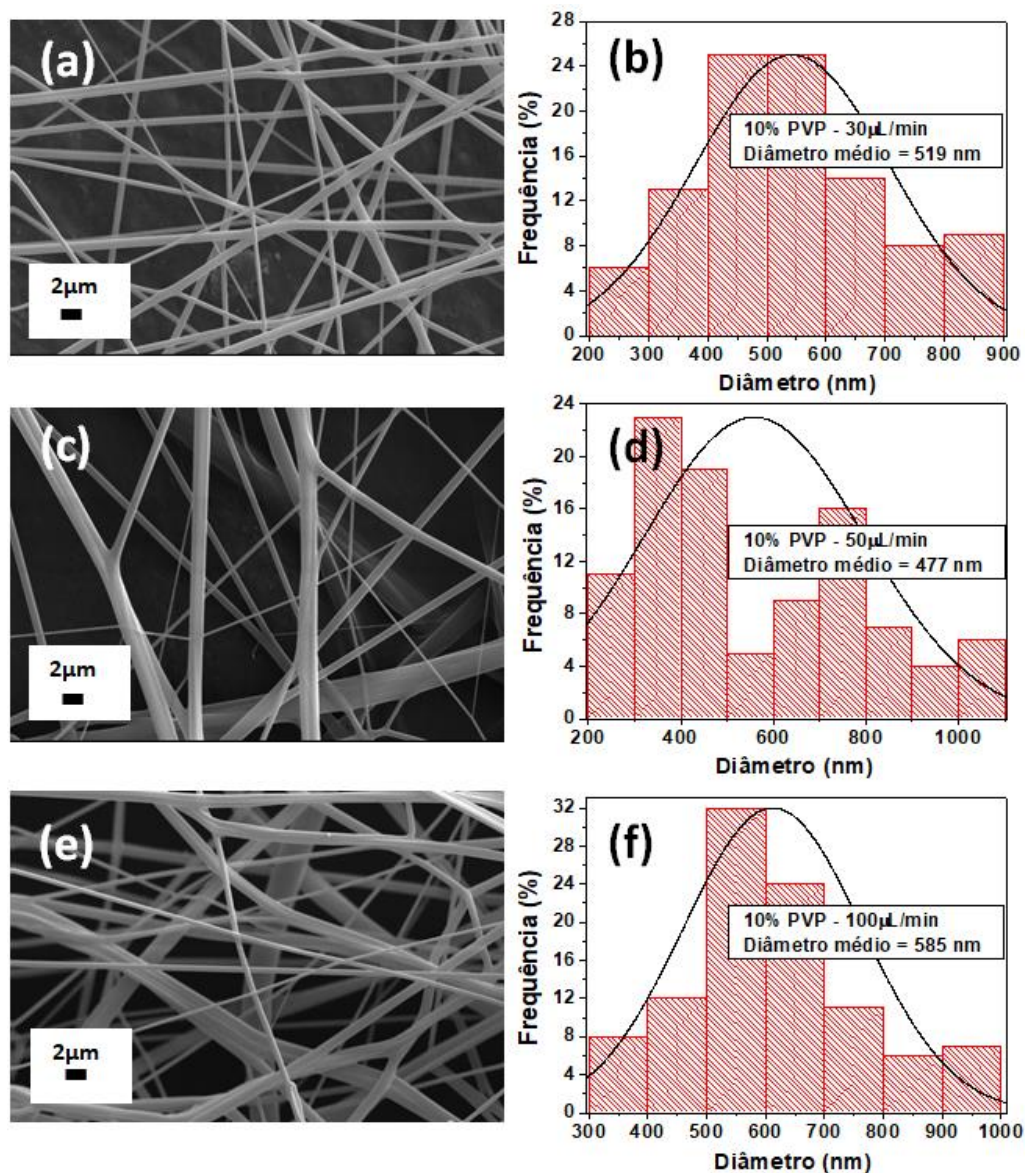 (a)
2µm
(b)
Frequência (%)
28
24
20
16
12
8
4
0
10% PVP - 30µL/min
Diâmetro médio = 519 nm
200 300 400 500 600 700 800 900
Diâmetro (nm)
(c)
2µm
(d)
Frequência (%)
24
20
16
12
8
4
0
10% PVP - 50µL/min
Diâmetro médio = 477 nm
200 400 600 800 1000
Diâmetro (nm)
(e)
2µm
(f)
Frequência (%)
32
28
24
20
16
12
8
4
0
10% PVP - 100µL/min
Diâmetro médio = 585 nm
300 400 500 600 700 800 900 1000
Diâmetro (nm)